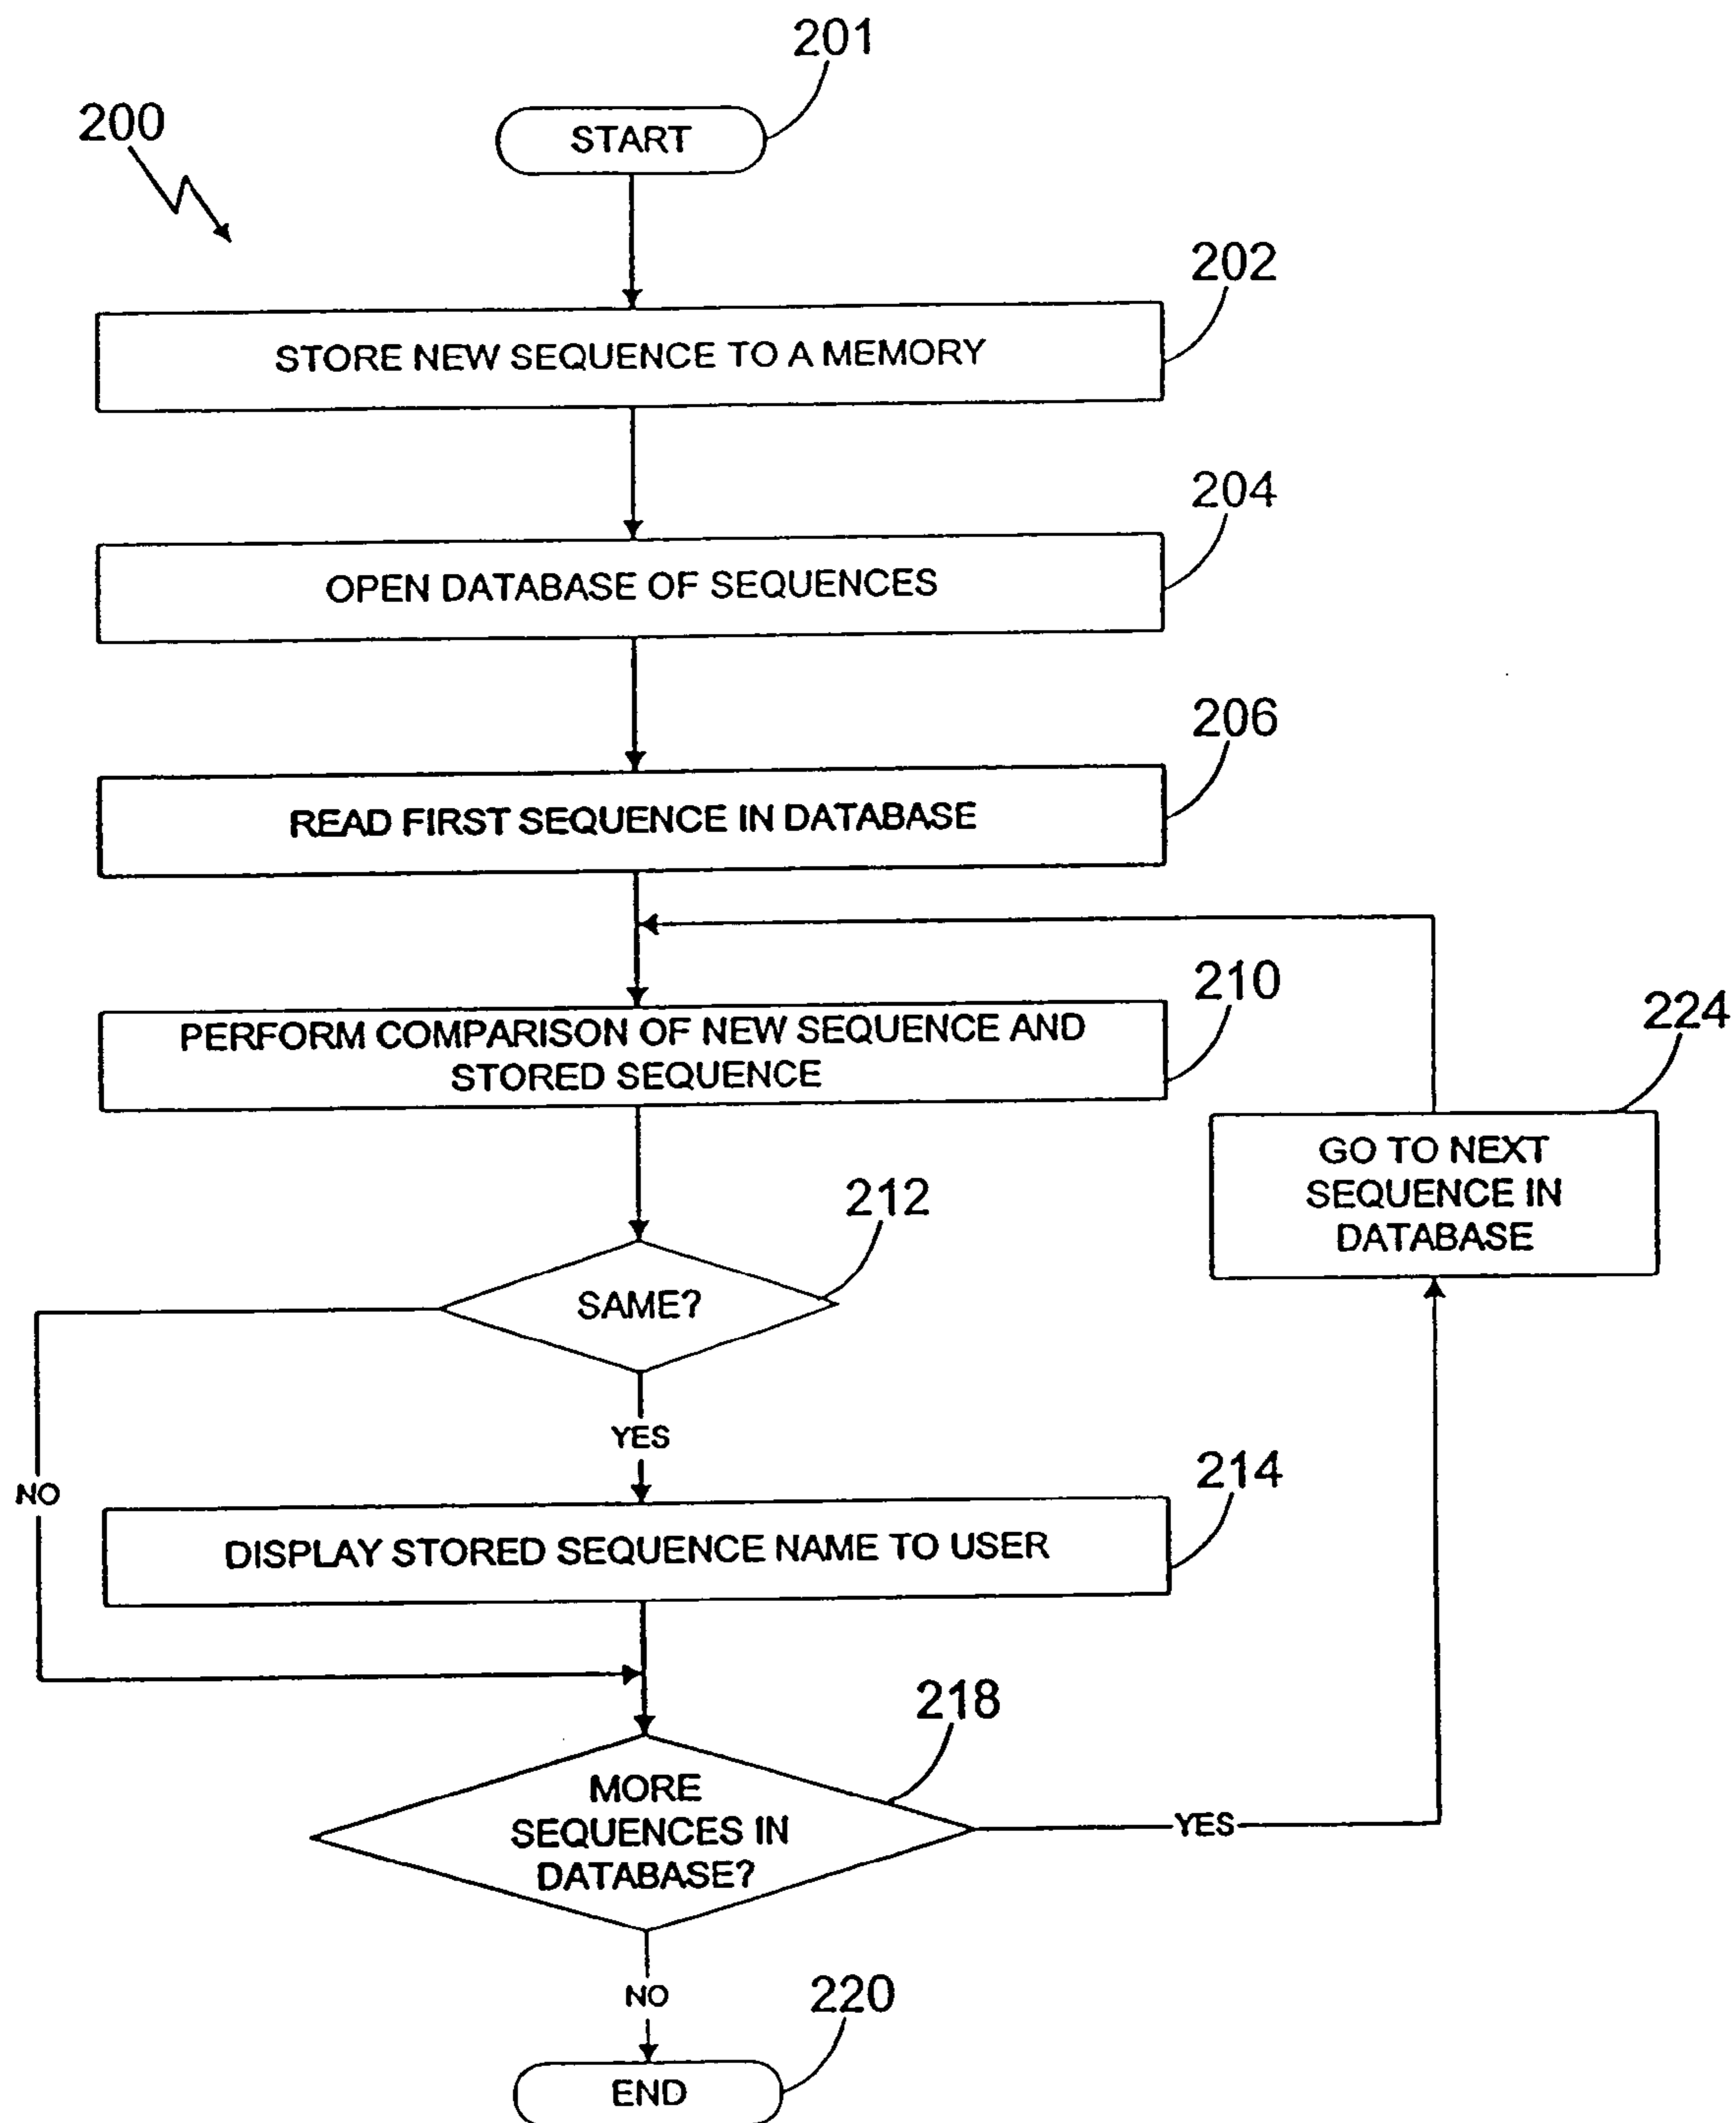 201
200
START
202
STORE NEW SEQUENCE TO A MEMORY
204
OPEN DATABASE OF SEQUENCES
206
READ FIRST SEQUENCE IN DATABASE
210
PERFORM COMPARISON OF NEW SEQUENCE AND
STORED SEQUENCE
224
GO TO NEXT
SEQUENCE IN
DATABASE
212
SAME?
YES
NO
214
DISPLAY STORED SEQUENCE NAME TO USER
218
MORE
SEQUENCES IN
DATABASE?
YES
NO
220
END